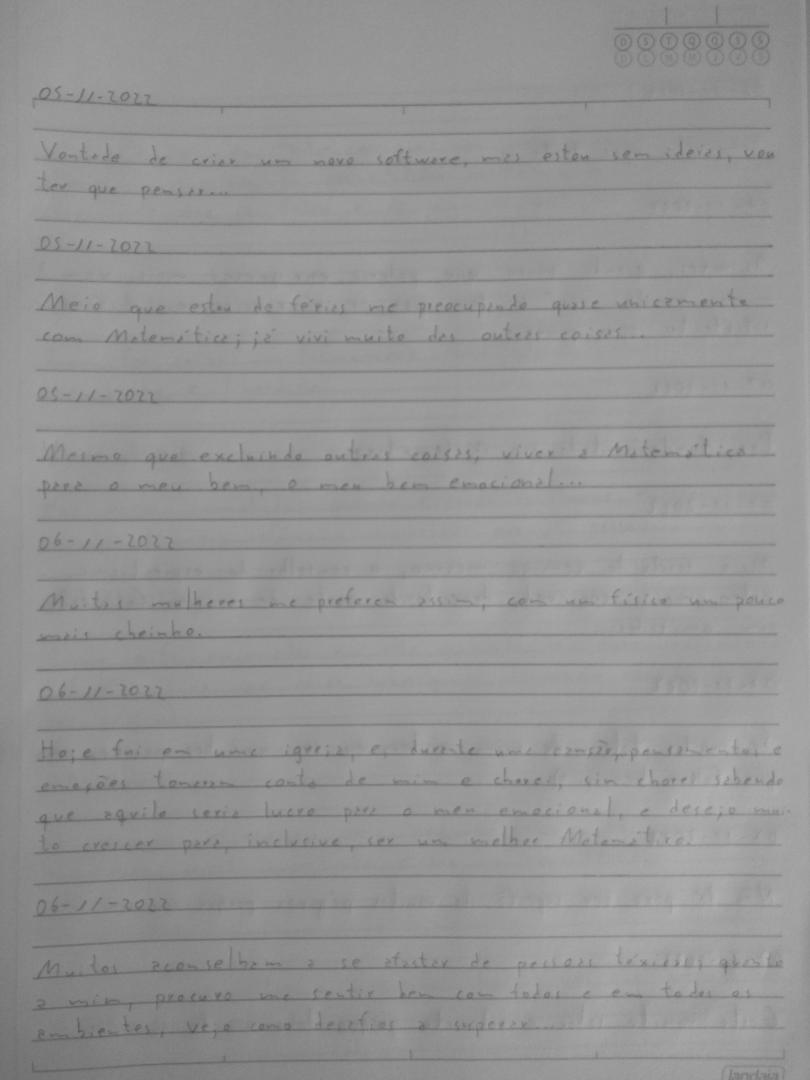 D S T Q Q S S
D L M M J V S
05-11-2022
Vontade de criar um novo software, mas estou sem ideias, vou
ter que pensar...
05-11-2022
Meio que estou de férias me preocupando quase unicamente
com Matemática; já vivi muito das outras coisas...
05-11-2022
Mesmo que excluindo outras coisas, viver a Matemática
para o meu bem, o meu bem emocional...
06-11-2022
Muitas mulheres me preferem assim, com um físico um pouco
mais cheinho.
06-11-2022
Hoje fui em uma igreja, e, durante uma canção, pensamentos e
emoções tomaram conta de mim e chorei, sim chorei sabendo
que aquilo seria lucro para o meu emocional, e desejo mui-
to crescer para, inclusive, ser um melhor Matemático.
06-11-2022
Muitos aconselham a se afastar de pessoas tóxicas, quanto
a mim, procuro me sentir bem com todos e em todos os
ambientes, vejo como desafios a superar...
jandaia